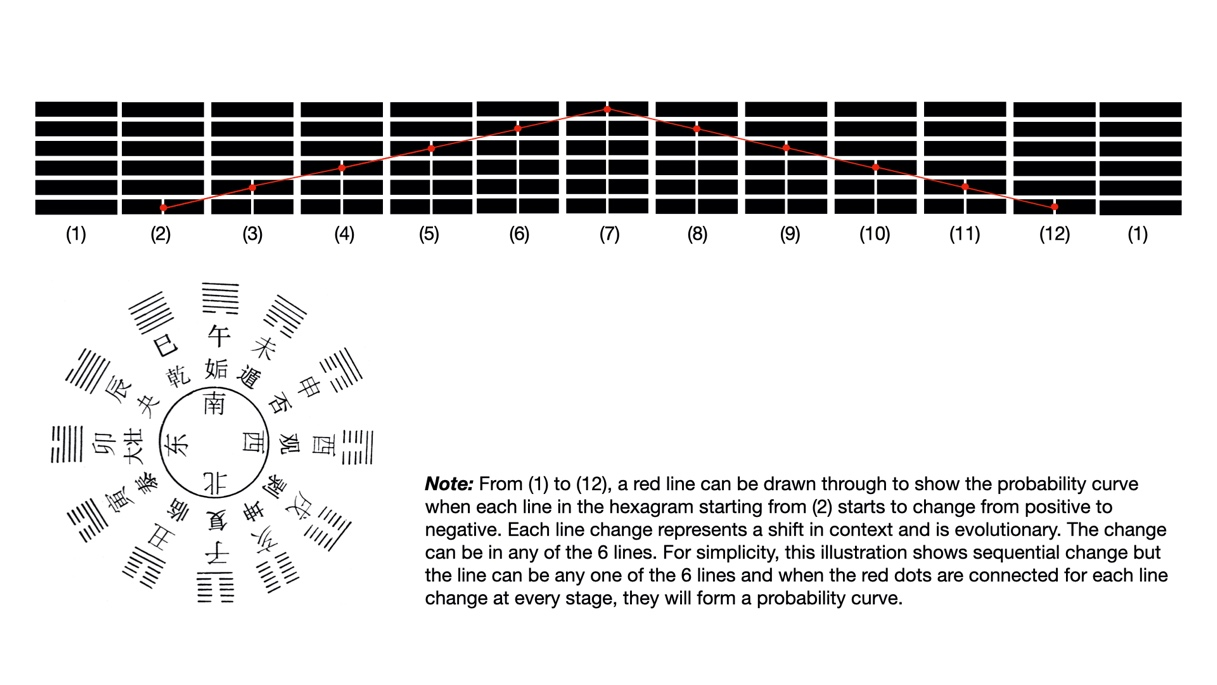 (1) (2) (3) (4) (5) (6) (7) (8) (9) (10) (11) (12) (1)
午
姤
南
未
遁
申
否
酉
观
西
戌
剥
亥
坤
子
复
北
丑
临
寅
泰
卯
大壮
东
辰
夬
巳
乾
Note: From (1) to (12), a red line can be drawn through to show the probability curve
when each line in the hexagram starting from (2) starts to change from positive to
negative. Each line change represents a shift in context and is evolutionary. The change
can be in any of the 6 lines. For simplicity, this illustration shows sequential change but
the line can be any one of the 6 lines and when the red dots are connected for each line
change at every stage, they will form a probability curve.